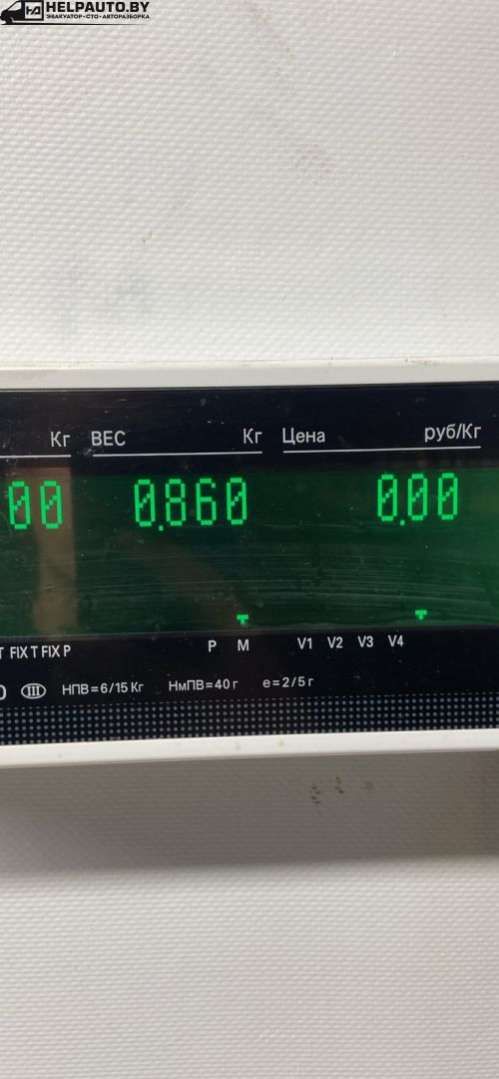 HELPAUTO.BY
ЭВАКУАТОР•СТО•АВТОРАЗБОРКА
Кг ВЕС Кг Цена руб/Кг
00 0.860 0.00
T FIX T FIX P P M V1 V2 V3 V4
III НПВ=6/15 Кг НмПВ=40 г e=2/5 г